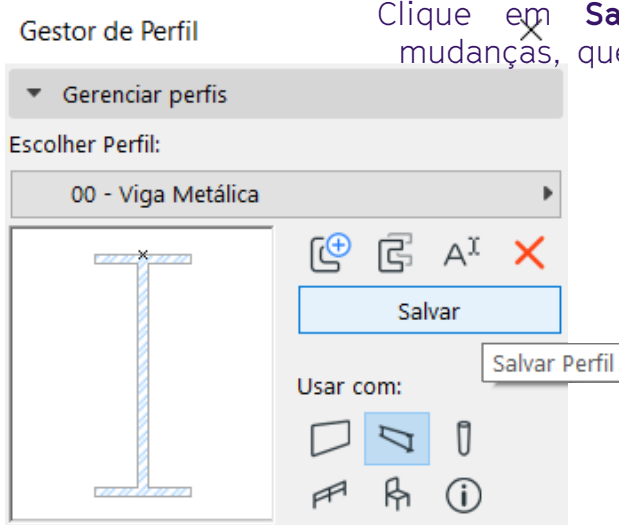 Clique em Sa
mudanças, que
Gestor de Perfil
Gerenciar perfis
Escolher Perfil:
00 - Viga Metálica
Salvar
Salvar Perfil
Usar com: